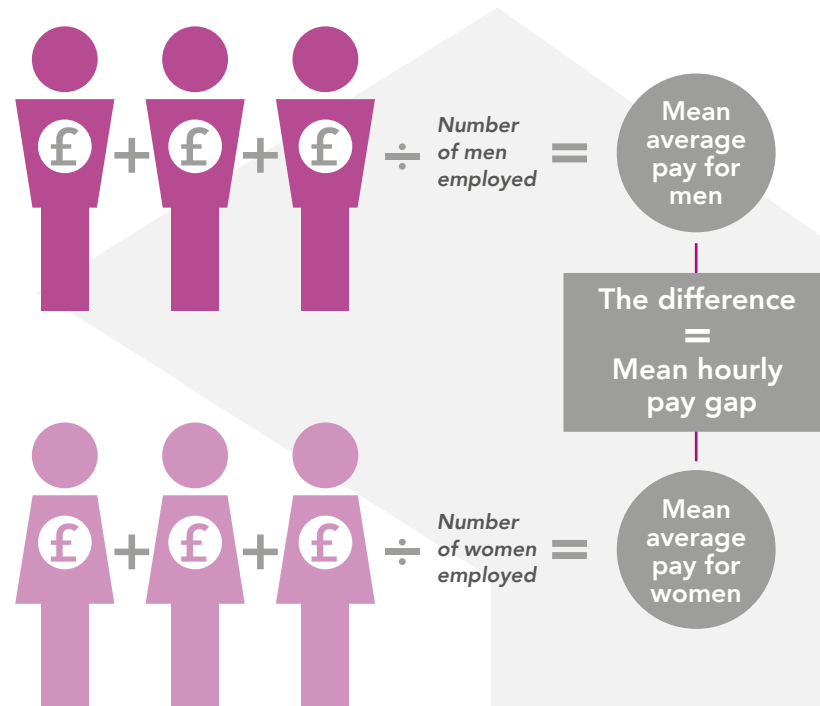 £ + £ + £ ÷
Number
of men
employed
=
Mean
average
pay for
men
The difference
=
Mean hourly
pay gap
£ + £ + £ ÷
Number
of women
employed
=
Mean
average
pay for
women